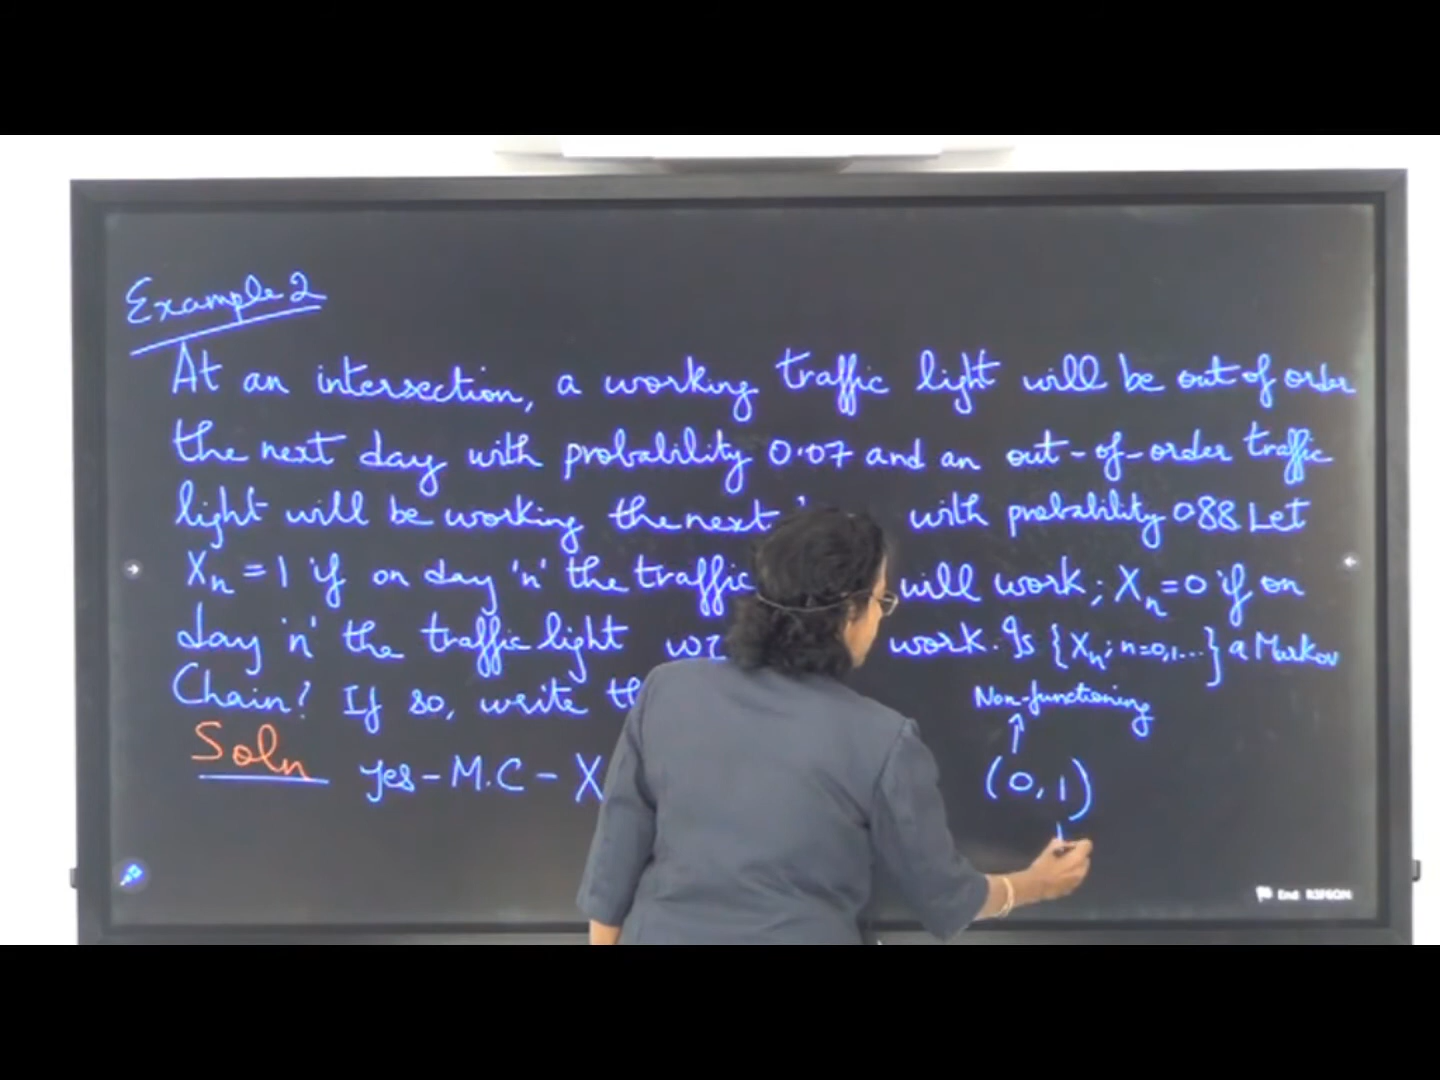 Example 2
At an intersection, a working traffic light will be out of order
the next day with probability 0.07 and an out-of-order traffic
light will be working the next with probability 088 Let
Xn = 1 if on day 'n' the traffic will work; Xn = 0 if on
day 'n' the traffic light work. Is {Xn; n=0,1...} a Markov
Chain? If so, write
Non-functioning
↑
Soln yes - M.C - X (0, 1)
End